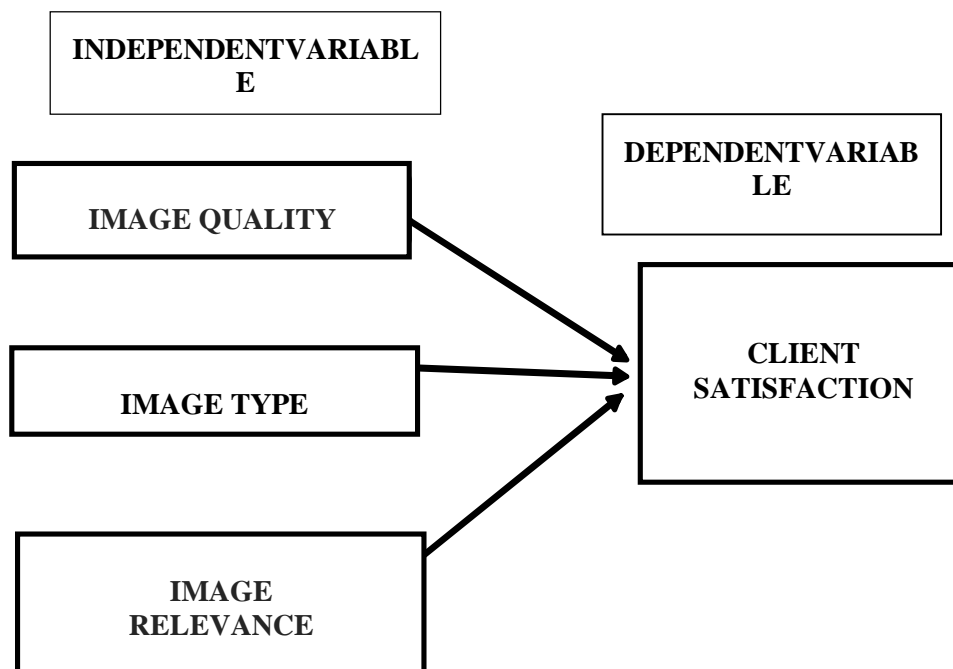 INDEPENDENTVARIABL
E
DEPENDENTVARIAB
LE
IMAGE QUALITY
IMAGE TYPE
CLIENT
SATISFACTION
IMAGE
RELEVANCE